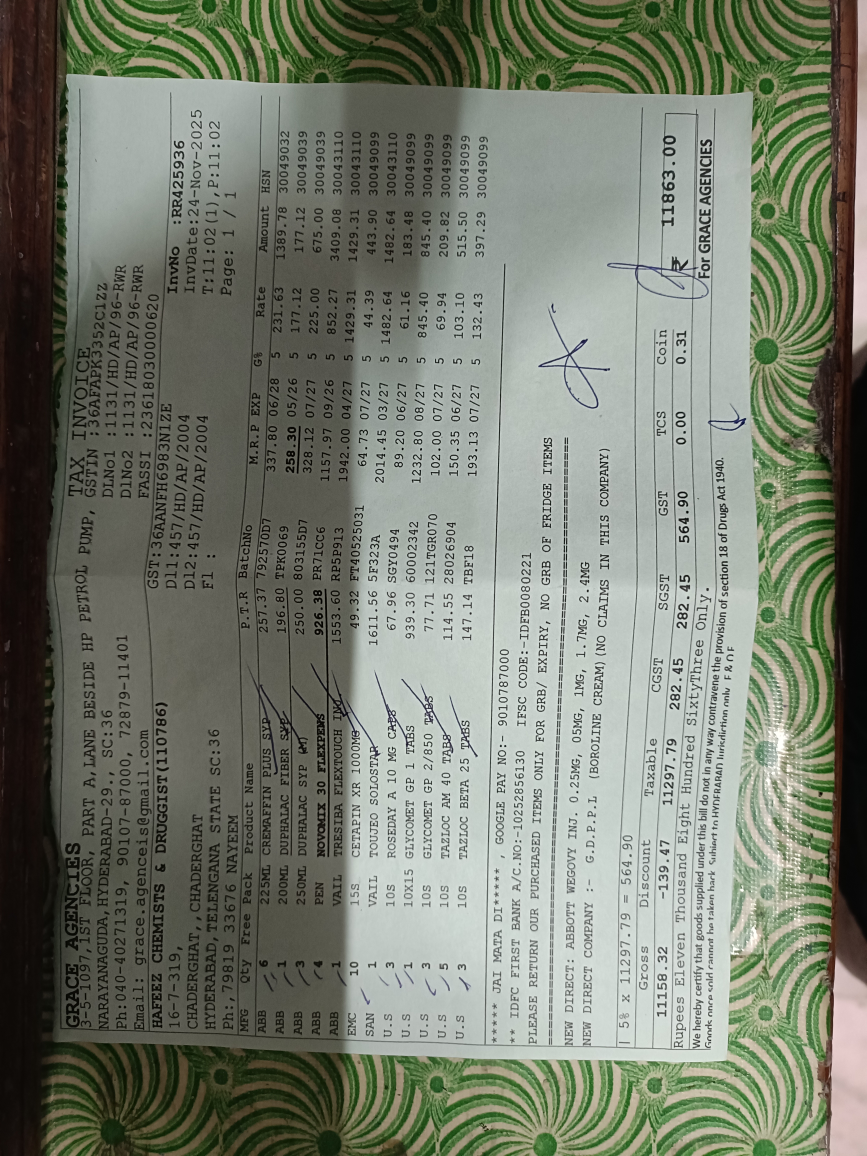 GRACE AGENCIES TAX INVOICE
3-5-1097,1ST FLOOR, PART A,LANE BESIDE HP PETROL PUMP, GSTIN :36AFAPK3352C1ZZ
NARAYANAGUDA,HYDERABAD-29., SC:36 DLNo1 :1131/HD/AP/96-RWR
Ph:040-40271319, 90107-87000, 72879-11401 DLNo2 :1131/HD/AP/96-RWR
Email: grace.agenceis@gmail.com FASSI :23618030000620
HAFEEZ CHEMISTS & DRUGGIST(110786) GST:36AANFH6983N1ZE InvNo :RR425936
16-7-319, Dl1:457/HD/AP/2004 InvDate:24-Nov-2025
CHADERGHAT,,CHADERGHAT Dl2:457/HD/AP/2004 T:11:02(1),P:11:02
HYDERABAD,TELENGANA STATE SC:36 Fl : Page: 1 / 1
Ph:,79819 33676 NAYEEM
MFG Qty Free Pack Product Name P.T.R BatchNo M.R.P EXP G% Rate Amount HSN
ABB 6 225ML CREMAFFIN PLUS SYP 257.37 792570D7 337.80 06/28 5 231.63 1389.78 30049032
ABB 1 200ML DUPHALAC FIBER SYP 196.80 TPK0069 258.30 05/26 5 177.12 177.12 30049039
ABB 3 250ML DUPHALAC SYP 250.00 803155D7 328.12 07/27 5 225.00 675.00 30049039
ABB 4 PEN NOVOMIX 30 FLEXPENS 926.38 PR71CC6 1157.97 09/26 5 852.27 3409.08 30043110
ABB 1 VAIL TRESIBA FLEXTOUCH INJ. 1553.60 RP5P913 1942.00 04/27 5 1429.31 1429.31 30043110
EMC 10 15S CETAPIN XR 1000MG 49.32 FT40525031 64.73 07/27 5 44.39 443.90 30049099
SAN 1 VAIL TOUJEO SOLOSTAR 1611.56 5F323A 2014.45 03/27 5 1482.64 1482.64 30043110
U.S 3 10S ROSEDAY A 10 MG 67.96 SGY0494 89.20 06/27 5 61.16 183.48 30049099
U.S 1 10X15 GLYCOMET GP 1 TABS 939.30 60002342 1232.80 08/27 5 845.40 845.40 30049099
U.S 3 10S GLYCOMET GP 2/850 TABS 77.71 121TGR070 102.00 07/27 5 69.94 209.82 30049099
U.S 5 10S TAZLOC AM 40 TABS 114.55 28026904 150.35 06/27 5 103.10 515.50 30049099
U.S 3 10S TAZLOC BETA 25 TABS 147.14 TBF18 193.13 07/27 5 132.43 397.29 30049099
***** JAI MATA DI***** , GOOGLE PAY NO:- 9010787000
** IDFC FIRST BANK A/C.NO:-10252856130 IFSC CODE:-IDFB0080221
PLEASE RETURN OUR PURCHASED ITEMS ONLY FOR GRB/ EXPIRY, NO GRB OF FRIDGE ITEMS
NEW DIRECT: ABBOTT WEGOVY INJ. 0.25MG, 05MG, 1MG, 1.7MG, 2.4MG
NEW DIRECT COMPANY :- G.D.P.P.L (BOROLINE CREAM)(NO CLAIMS IN THIS COMPANY)
| 5% x 11297.79 = 564.90
Gross Discount Taxable CGST SGST GST TCS Coin
11158.32 -139.47 11297.79 282.45 282.45 564.90 0.00 0.31 ₹ 11863.00
Rupees Eleven Thousand Eight Hundred SixtyThree Only. For GRACE AGENCIES
We hereby certify that goods supplied under this bill do not in any way contravene the provision of section 18 of Drugs Act 1940.
Goods once sold cannot be taken back. Subject to HYDERABAD Jurisdiction only. E & O E